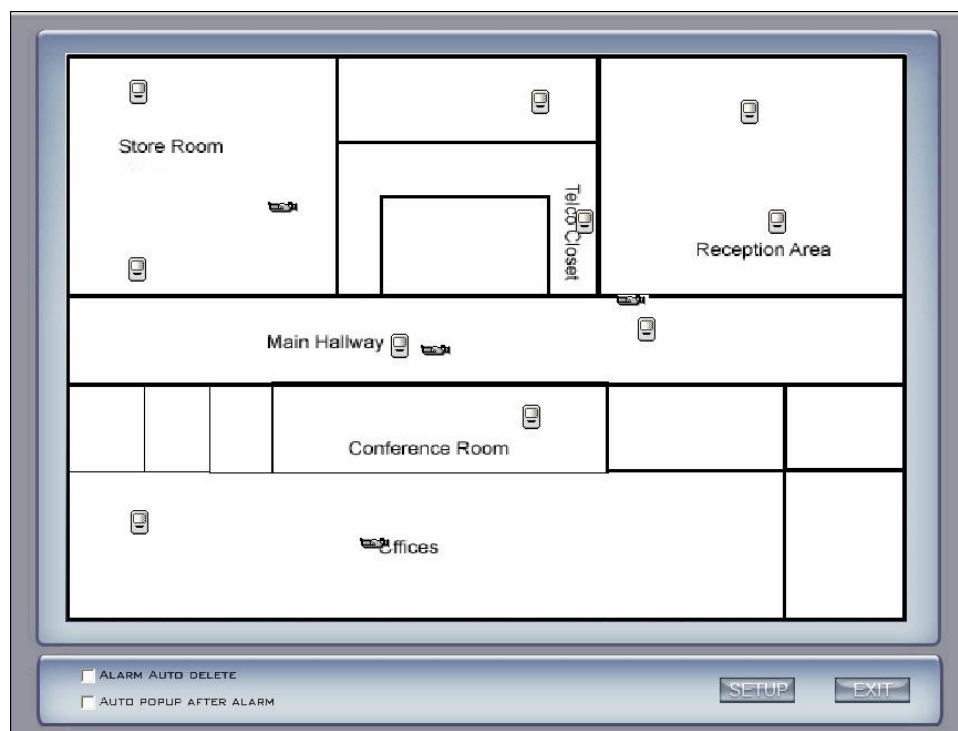 Store Room
Telco Closet
Reception Area
Main Hallway
Conference Room
Offices
ALARM AUTO DELETE
AUTO POPUP AFTER ALARM
SETUP
EXIT